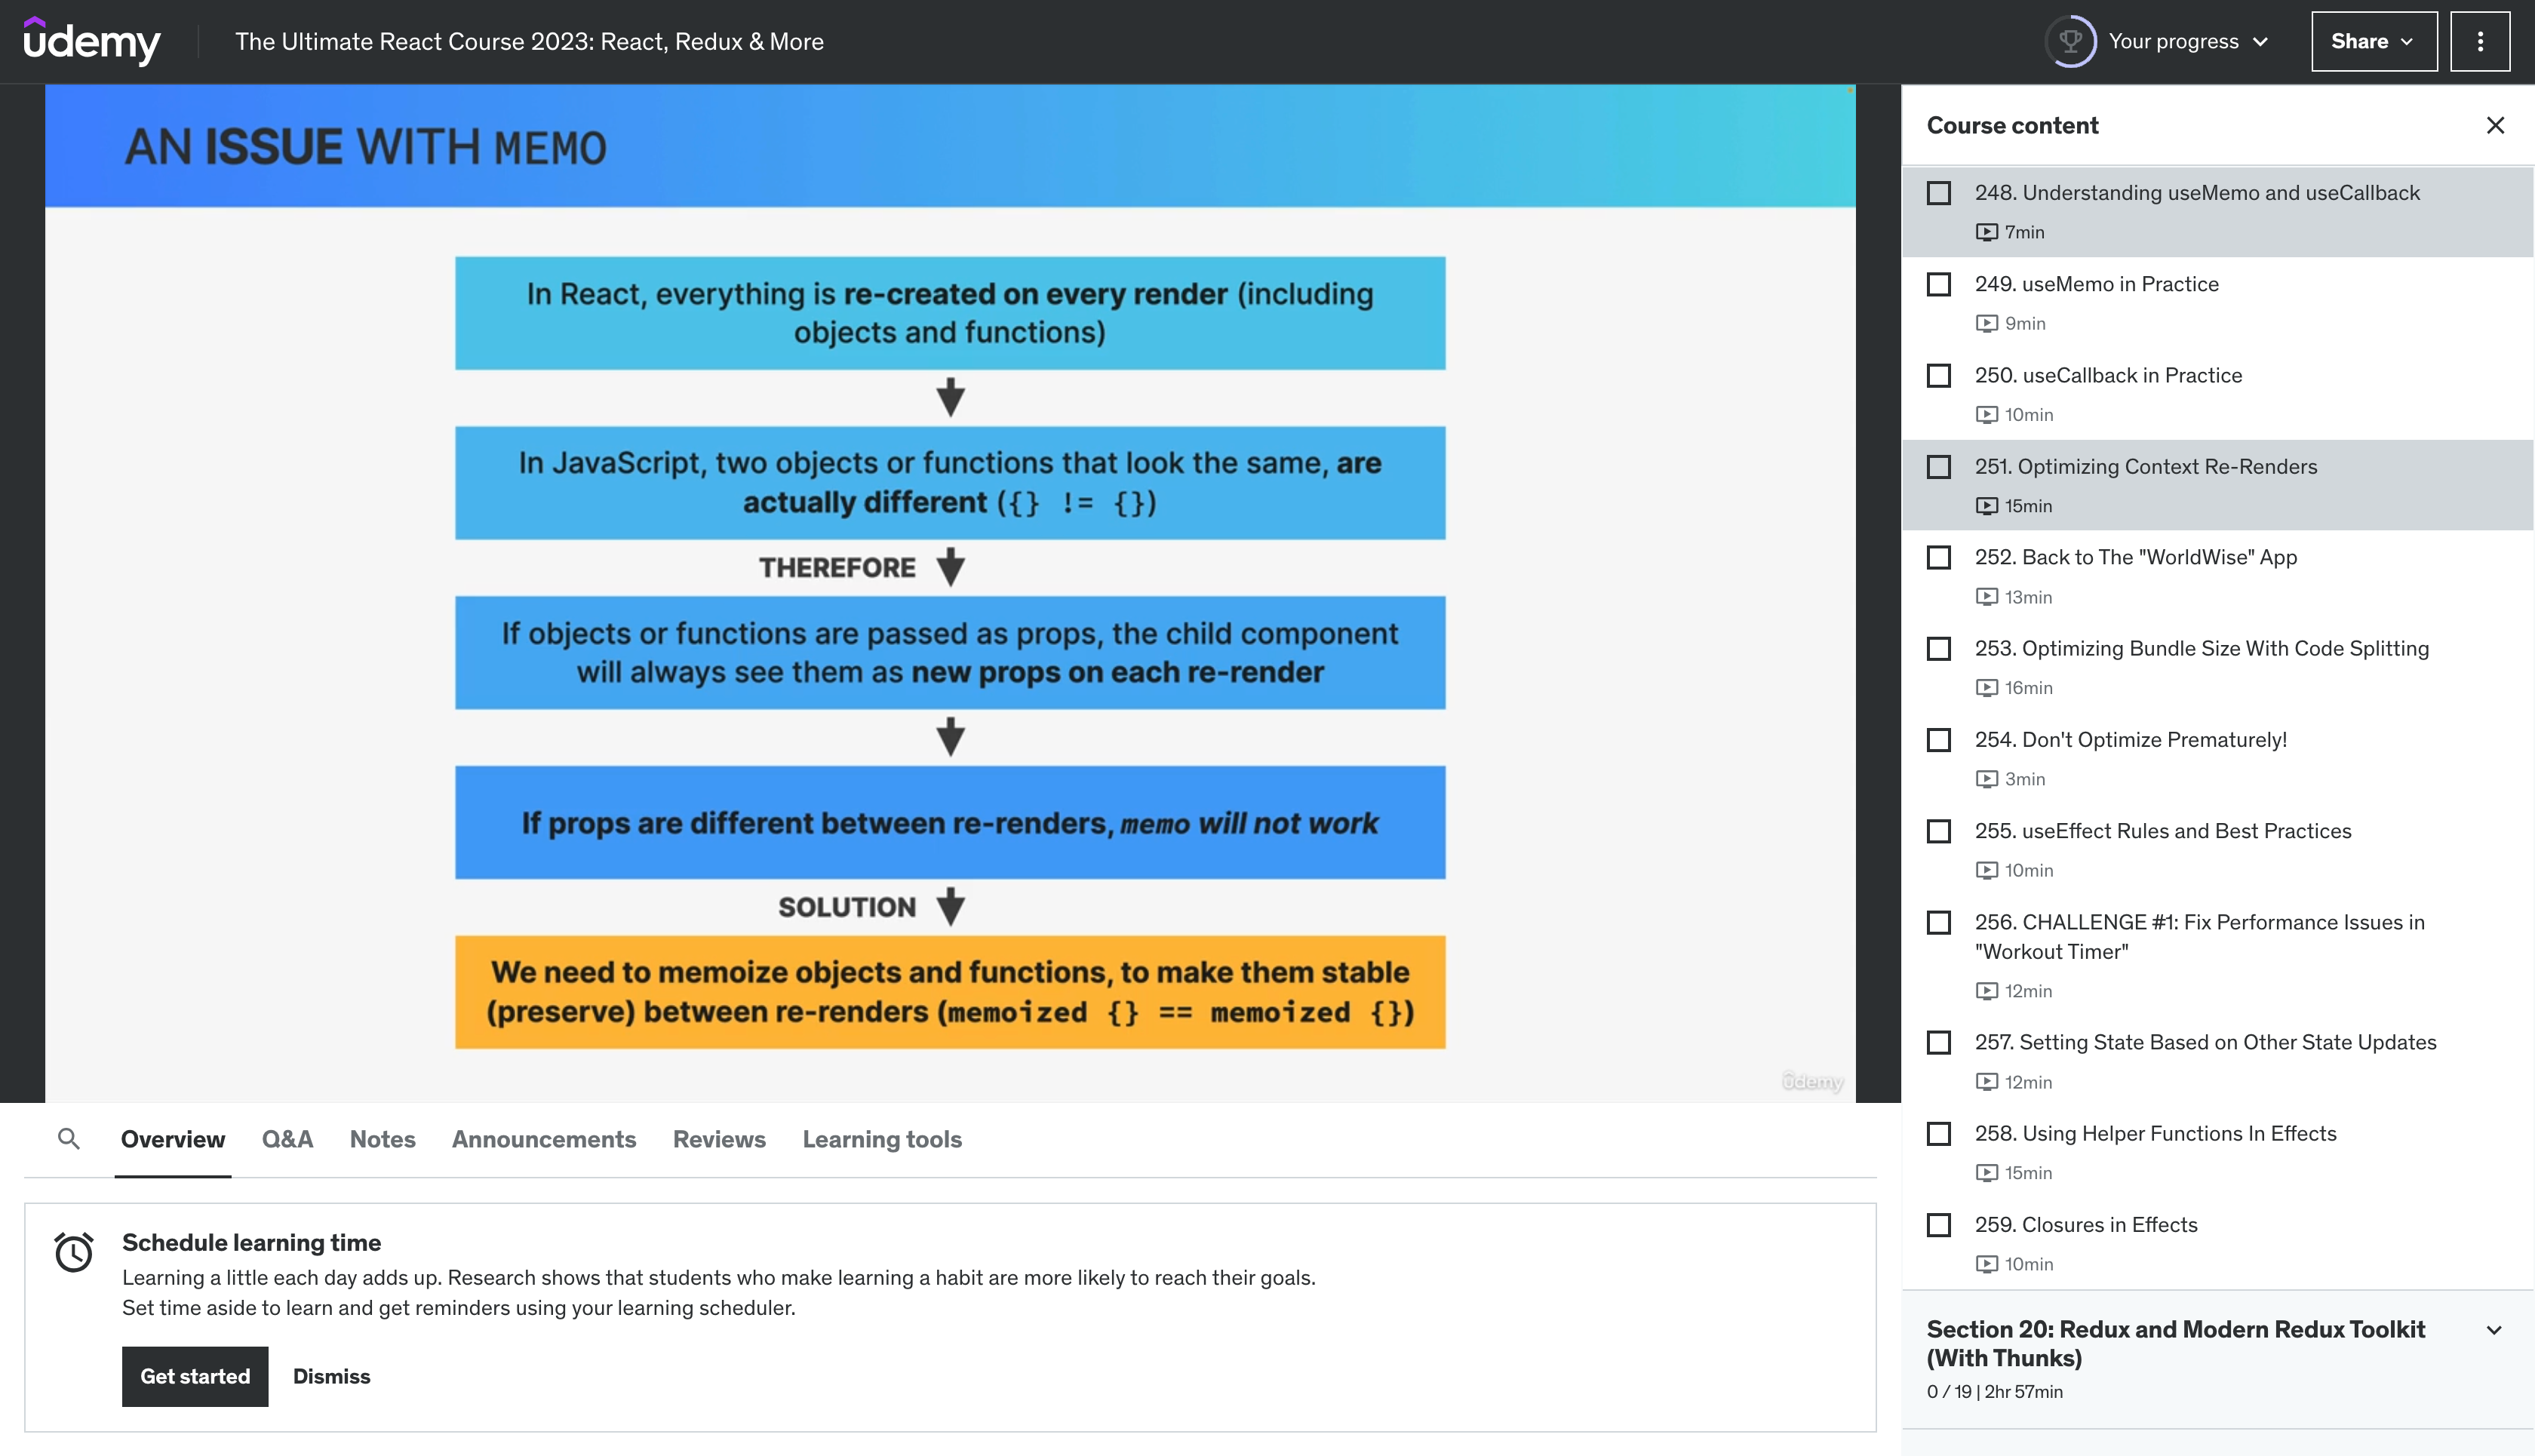 udemy
The Ultimate React Course 2023: React, Redux & More
Your progress
Share
AN ISSUE WITH MEMO
In React, everything is re-created on every render (including
objects and functions)
In JavaScript, two objects or functions that look the same, are
actually different ({} != {})
THEREFORE
If objects or functions are passed as props, the child component
will always see them as new props on each re-render
If props are different between re-renders, memo will not work
SOLUTION
We need to memoize objects and functions, to make them stable
(preserve) between re-renders (memoized {} == memoized {})
udemy
Overview
Q&A
Notes
Announcements
Reviews
Learning tools
Schedule learning time
Learning a little each day adds up. Research shows that students who make learning a habit are more likely to reach their goals.
Set time aside to learn and get reminders using your learning scheduler.
Get started
Dismiss
Course content
248. Understanding useMemo and useCallback
7min
249. useMemo in Practice
9min
250. useCallback in Practice
10min
251. Optimizing Context Re-Renders
15min
252. Back to The "WorldWise" App
13min
253. Optimizing Bundle Size With Code Splitting
16min
254. Don't Optimize Prematurely!
3min
255. useEffect Rules and Best Practices
10min
256. CHALLENGE #1: Fix Performance Issues in
"Workout Timer"
12min
257. Setting State Based on Other State Updates
12min
258. Using Helper Functions In Effects
15min
259. Closures in Effects
10min
Section 20: Redux and Modern Redux Toolkit
(With Thunks)
0 / 19 | 2hr 57min